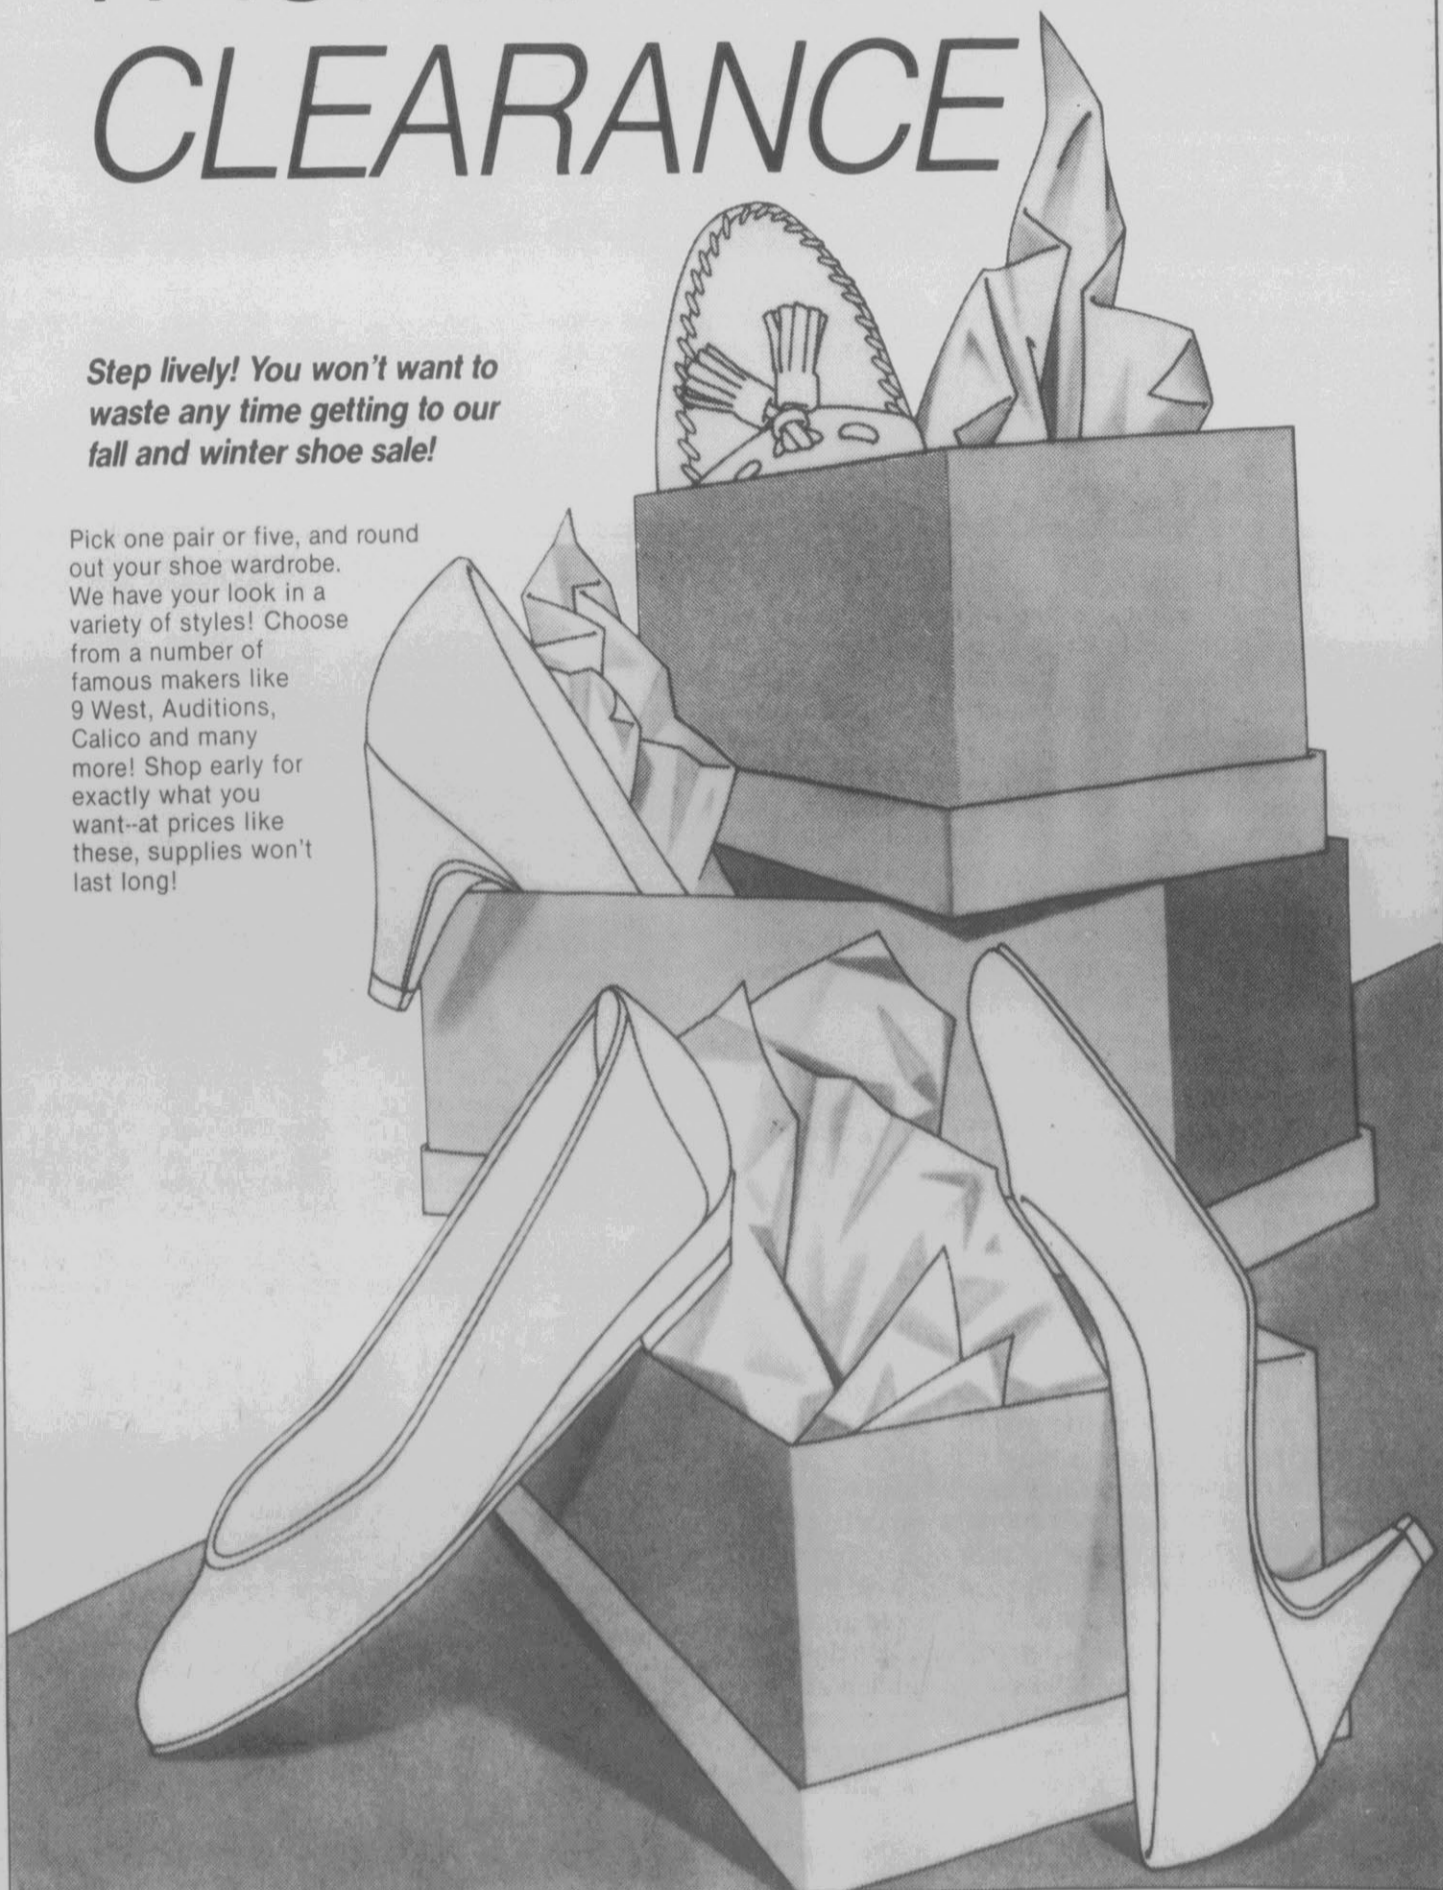 CLEARANCE
Step lively! You won't want to
waste any time getting to our
fall and winter shoe sale!
Pick one pair or five, and round
out your shoe wardrobe.
We have your look in a
variety of styles! Choose
from a number of
famous makers like
9 West, Auditions,
Calico and many
more! Shop early for
exactly what you
want--at prices like
these, supplies won't
last long!